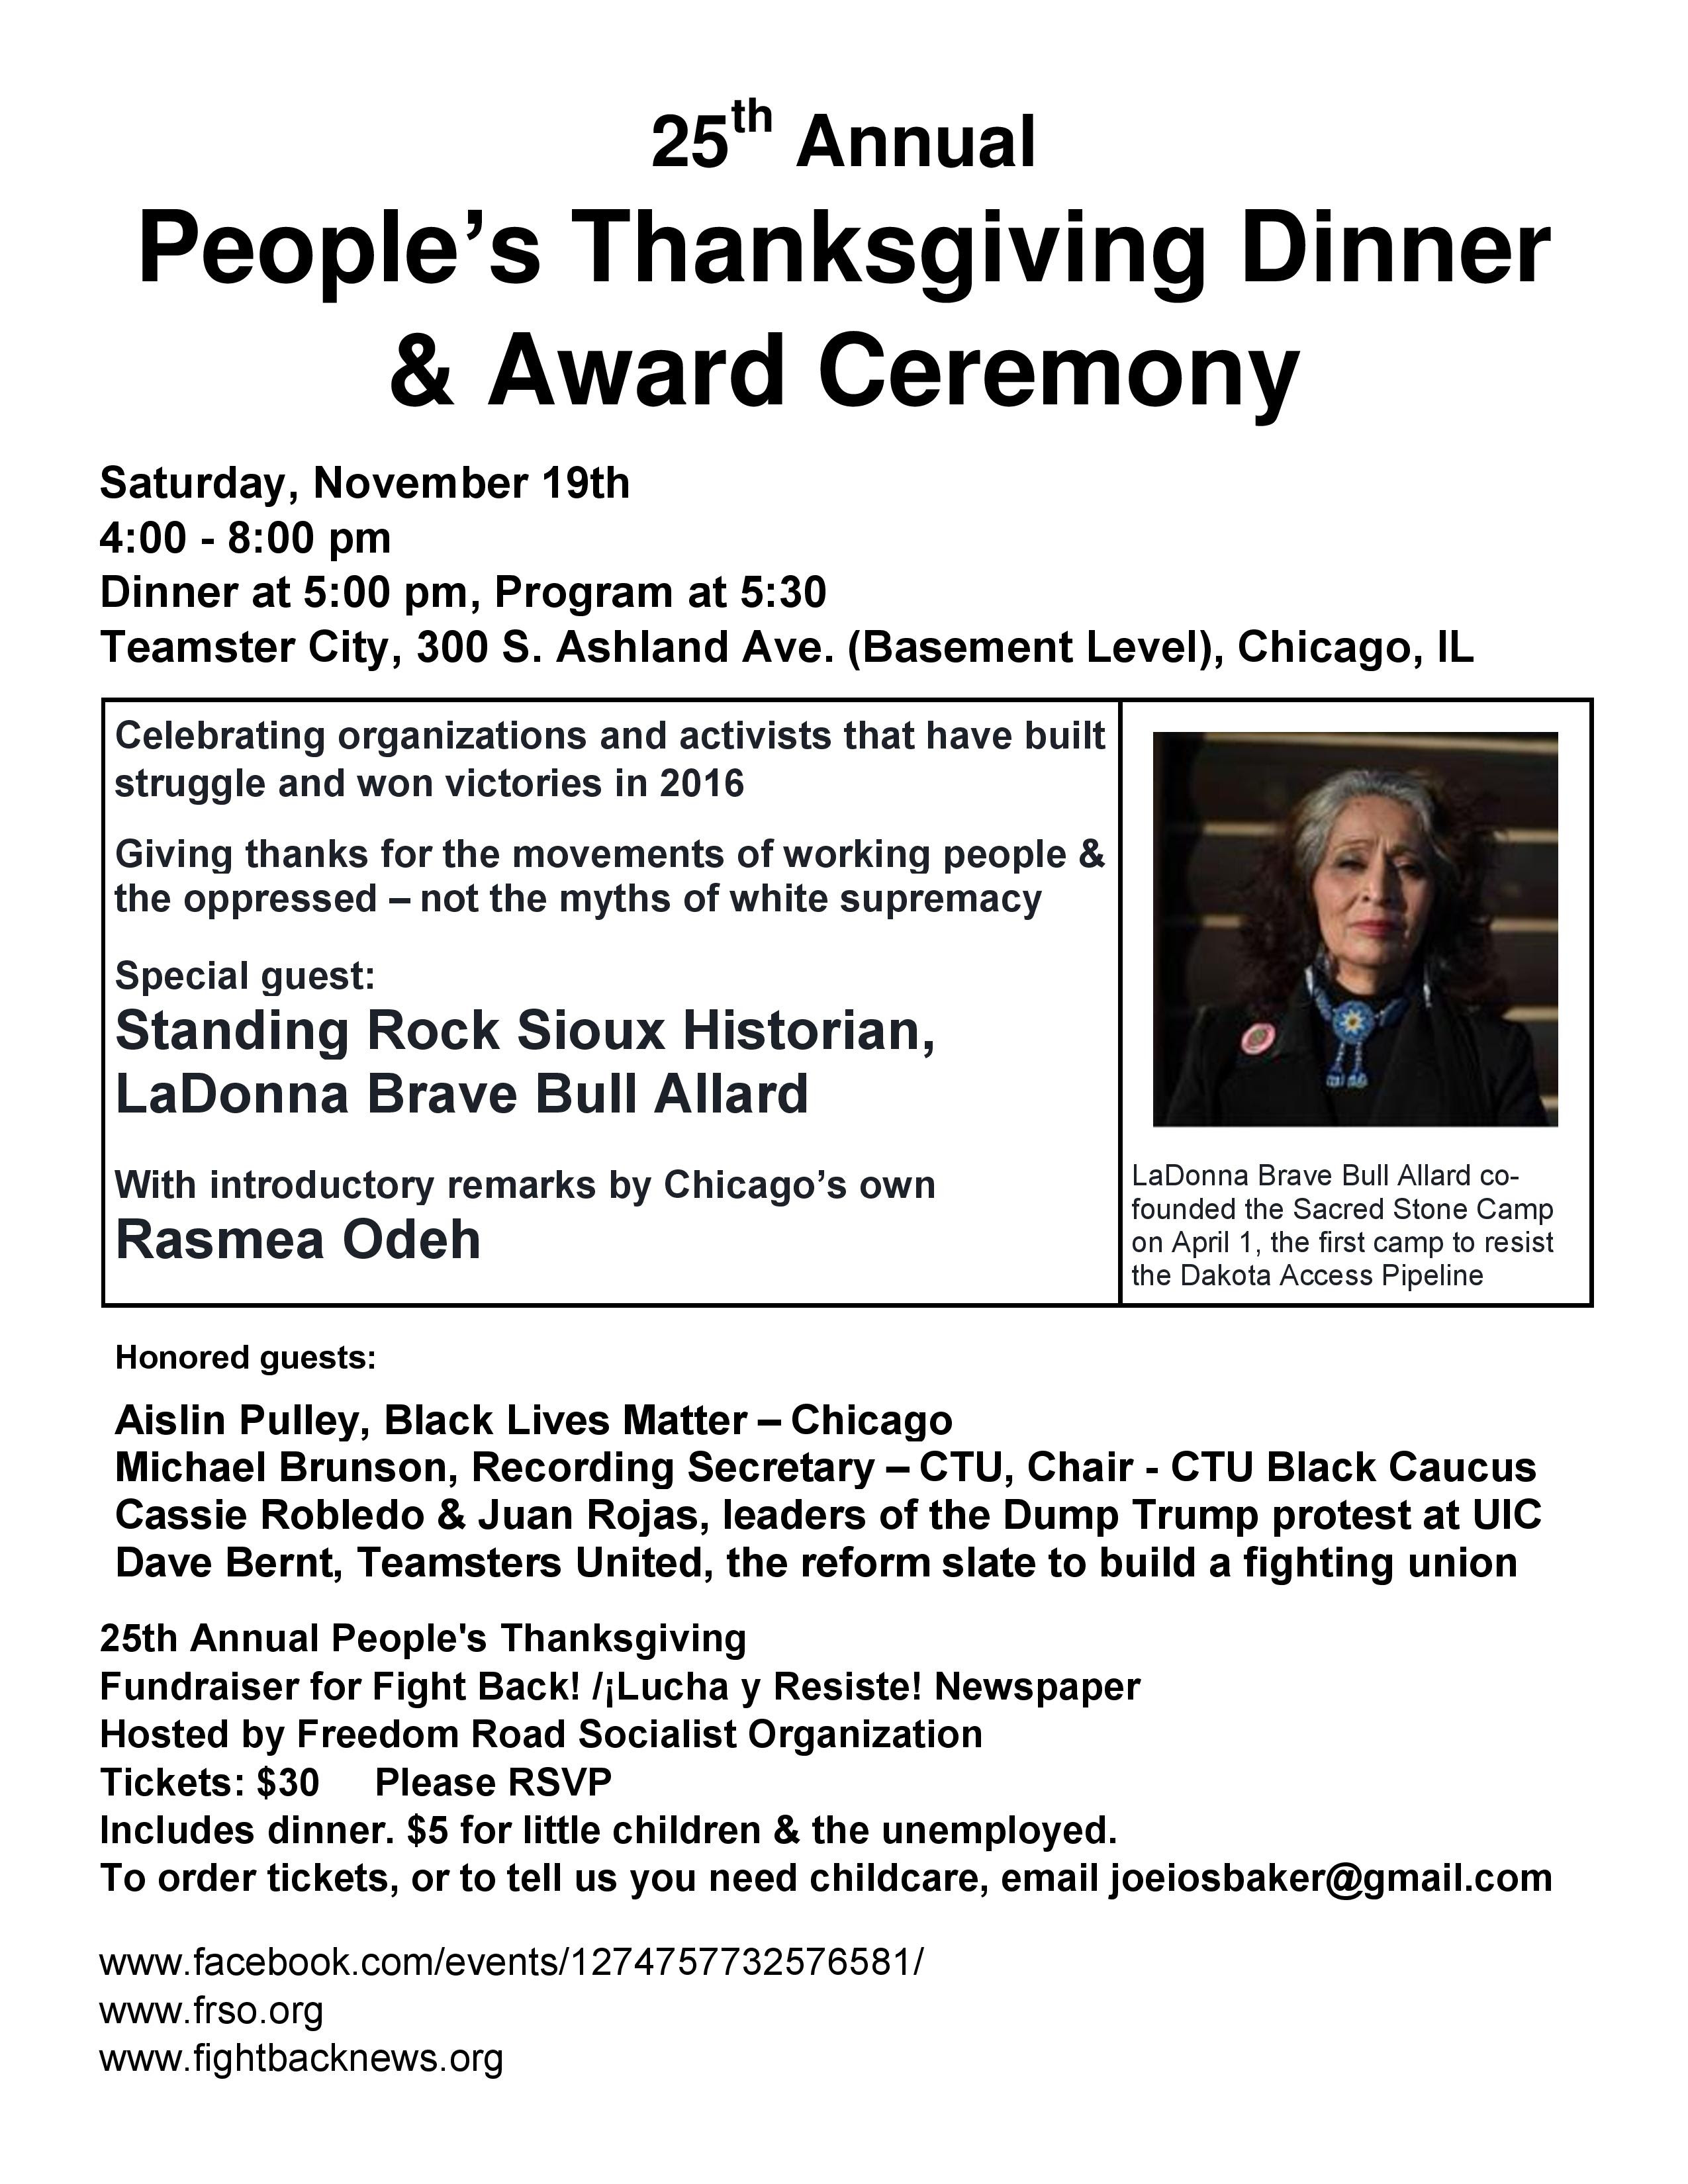 25th Annual
People’s Thanksgiving Dinner
& Award Ceremony
Saturday, November 19th
4:00 - 8:00 pm
Dinner at 5:00 pm, Program at 5:30
Teamster City, 300 S. Ashland Ave. (Basement Level), Chicago, IL
Celebrating organizations and activists that have built
struggle and won victories in 2016
Giving thanks for the movements of working people &
the oppressed – not the myths of white supremacy
Special guest:
Standing Rock Sioux Historian,
LaDonna Brave Bull Allard
With introductory remarks by Chicago’s own
Rasmea Odeh
LaDonna Brave Bull Allard co-
founded the Sacred Stone Camp
on April 1, the first camp to resist
the Dakota Access Pipeline
Honored guests:
Aislin Pulley, Black Lives Matter – Chicago
Michael Brunson, Recording Secretary – CTU, Chair - CTU Black Caucus
Cassie Robledo & Juan Rojas, leaders of the Dump Trump protest at UIC
Dave Bernt, Teamsters United, the reform slate to build a fighting union
25th Annual People's Thanksgiving
Fundraiser for Fight Back! /¡Lucha y Resiste! Newspaper
Hosted by Freedom Road Socialist Organization
Tickets: $30 Please RSVP
Includes dinner. $5 for little children & the unemployed.
To order tickets, or to tell us you need childcare, email joeiosbaker@gmail.com
www.facebook.com/events/1274757732576581/
www.frso.org
www.fightbacknews.org